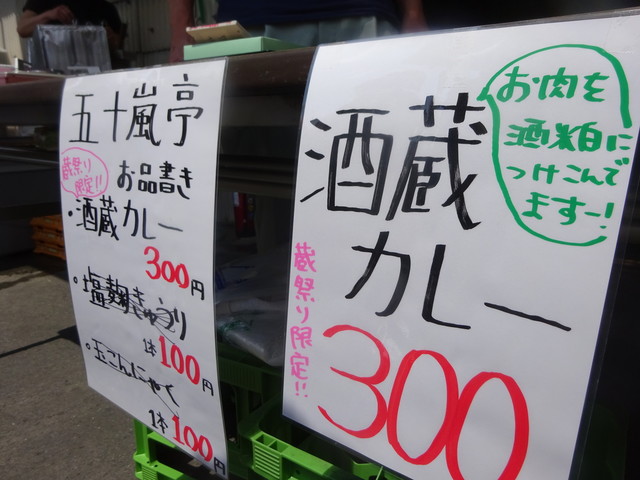 五十嵐亭
お品書き
蔵祭り
限定!!
・酒蔵カレー
300円
・塩麹きゅうり
1本100円
・玉こんにゃく
1本100円
お肉を
酒粕に
つけこんで
ますー!
酒蔵
カレー
蔵祭り限定!!
300